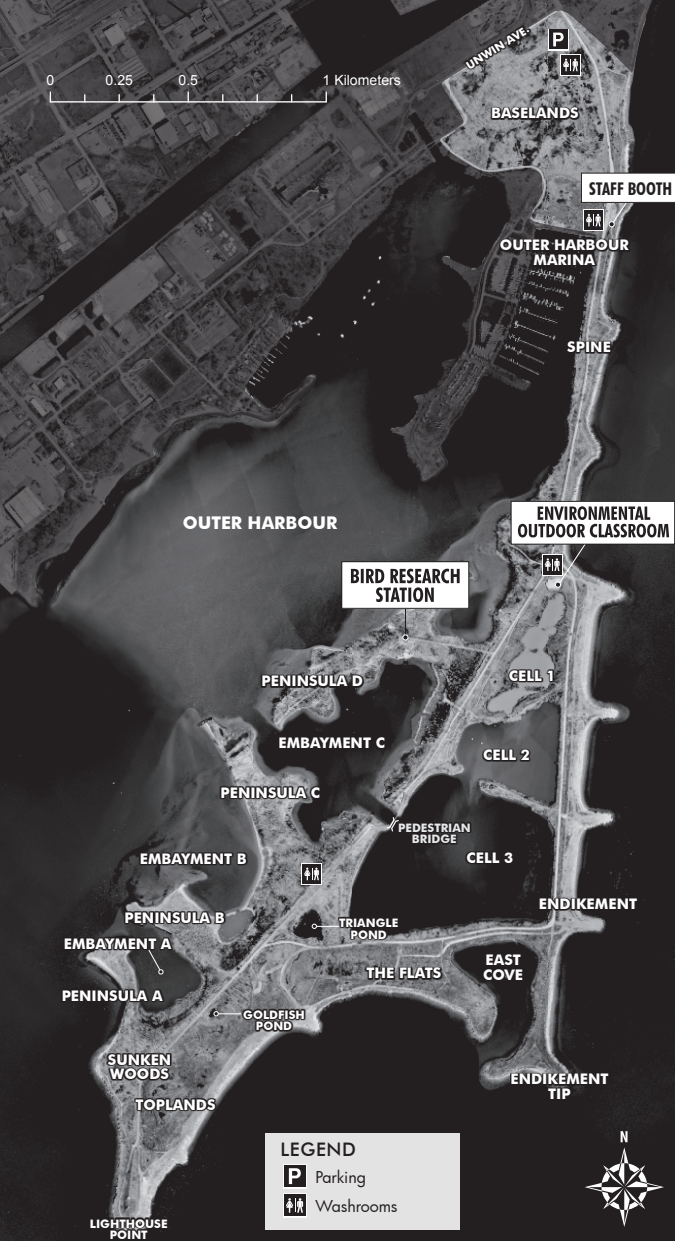 UNWIN AVE.
P
0 0.25 0.5 1 Kilometers
BASELANDS
STAFF BOOTH
OUTER HARBOUR
MARINA
SPINE
ENVIRONMENTAL
OUTDOOR CLASSROOM
OUTER HARBOUR
BIRD RESEARCH
STATION
PENINSULA D
CELL 1
EMBAYMENT C
CELL 2
PENINSULA C
PEDESTRIAN
BRIDGE
EMBAYMENT B
CELL 3
ENDIKEMENT
PENINSULA B
TRIANGLE
POND
EMBAYMENT A
THE FLATS
EAST
COVE
PENINSULA A
GOLDFISH
POND
SUNKEN
WOODS
ENDIKEMENT
TIP
TOPLANDS
LEGEND
P Parking
Washrooms
N
LIGHTHOUSE
POINT